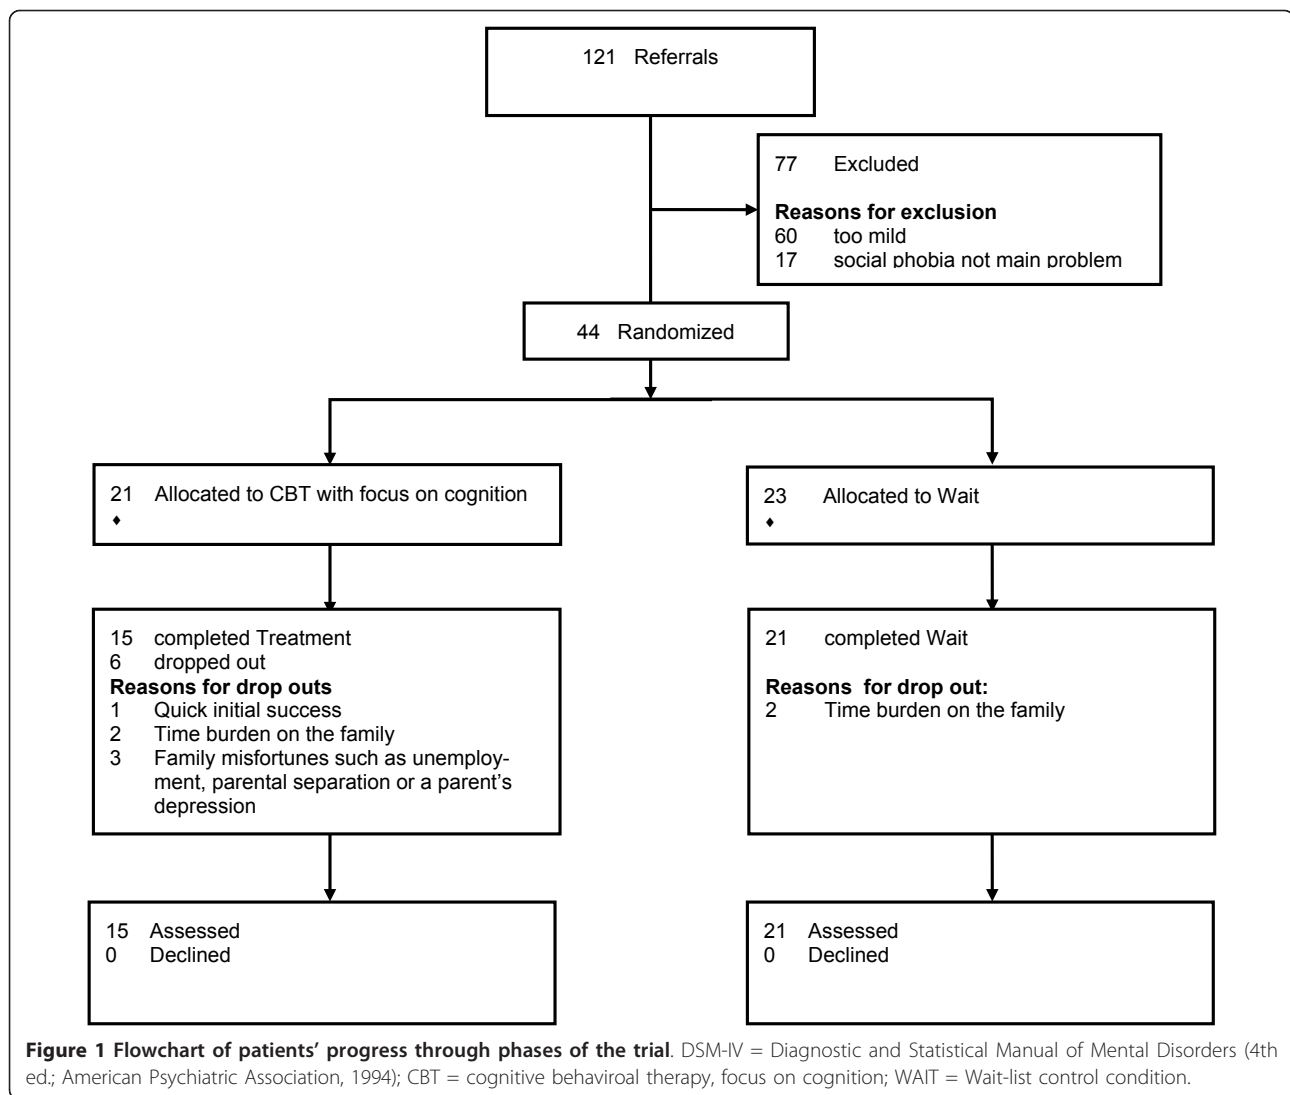 121 Referrals
77 Excluded
Reasons for exclusion
60 too mild
17 social phobia not main problem
44 Randomized
21 Allocated to CBT with focus on cognition
♦
23 Allocated to Wait
♦
15 completed Treatment
6 dropped out
Reasons for drop outs
1 Quick initial success
2 Time burden on the family
3 Family misfortunes such as unemploy-
ment, parental separation or a parent's
depression
21 completed Wait
Reasons for drop out:
2 Time burden on the family
15 Assessed
0 Declined
21 Assessed
0 Declined
Figure 1 Flowchart of patients' progress through phases of the trial. DSM-IV = Diagnostic and Statistical Manual of Mental Disorders (4th
ed.; American Psychiatric Association, 1994); CBT = cognitive behaviroal therapy, focus on cognition; WAIT = Wait-list control condition.